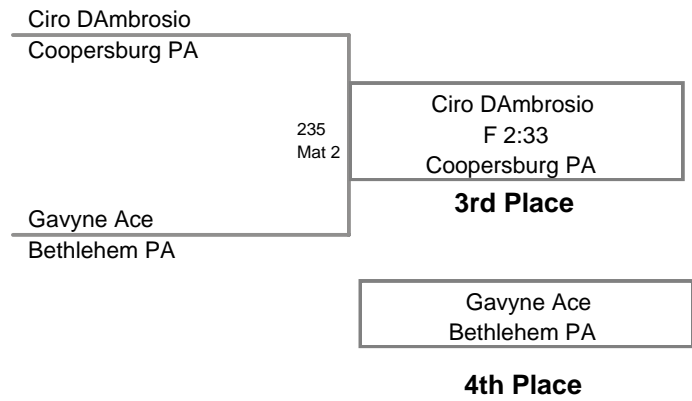 Ciro DAmbrosio
Coopersburg PA
Ciro DAmbrosio
F 2:33
Coopersburg PA
235
Mat 2
3rd Place
Gavyne Ace
Bethlehem PA
Gavyne Ace
Bethlehem PA
4th Place